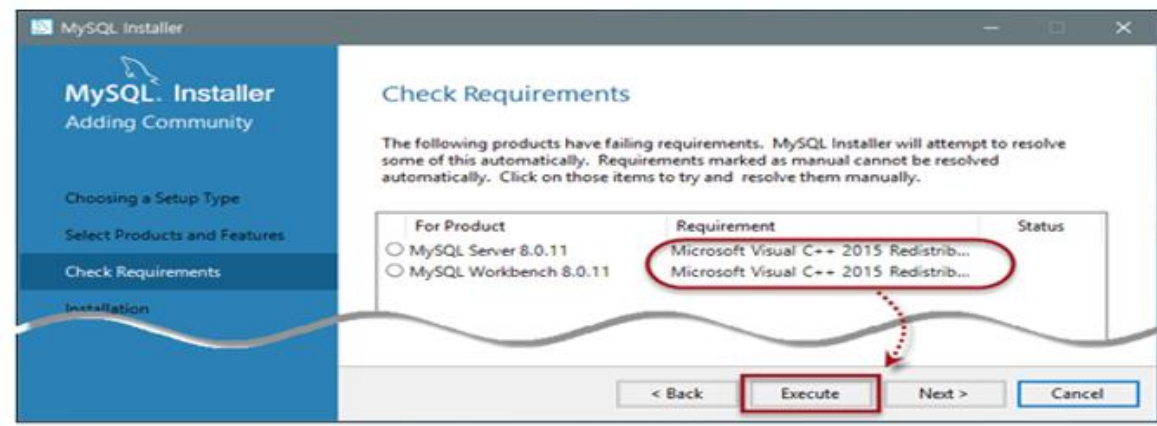 MySQL Installer
MySQL. Installer
Adding Community
Choosing a Setup Type
Select Products and Features
Check Requirements
Installation
Check Requirements
The following products have failing requirements. MySQL Installer will attempt to resolve
some of this automatically. Requirements marked as manual cannot be resolved
automatically. Click on those items to try and resolve them manually.
For Product Requirement Status
MySQL Server 8.0.11 Microsoft Visual C++ 2015 Redistrib...
MySQL Workbench 8.0.11 Microsoft Visual C++ 2015 Redistrib...
< Back Execute Next > Cancel